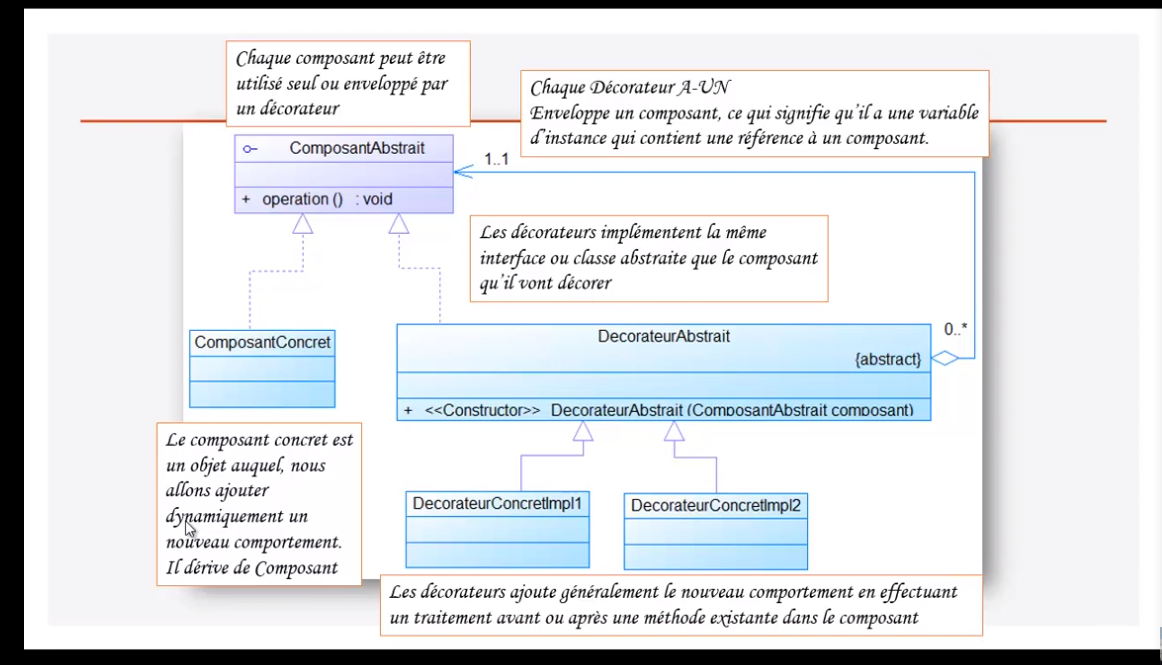 Chaque composant peut être
utilisé seul ou enveloppé par
un décorateur
Chaque Décorateur A-UN
Enveloppe un composant, ce qui signifie qu'il a une variable
d'instance qui contient une référence à un composant.
ComposantAbstrait
1..1
+ operation () : void
Les décorateurs implémentent la même
interface ou classe abstraite que le composant
qu'il vont décorer
ComposantConcret
DecorateurAbstrait
0..*
{abstract}
+ <<Constructor>> DecorateurAbstrait (ComposantAbstrait composant)
Le composant concret est
un objet auquel, nous
allons ajouter
dynamiquement un
nouveau comportement.
Il dérive de Composant
DecorateurConcretImpl1
DecorateurConcretImpl2
Les décorateurs ajoute généralement le nouveau comportement en effectuant
un traitement avant ou après une méthode existante dans le composant